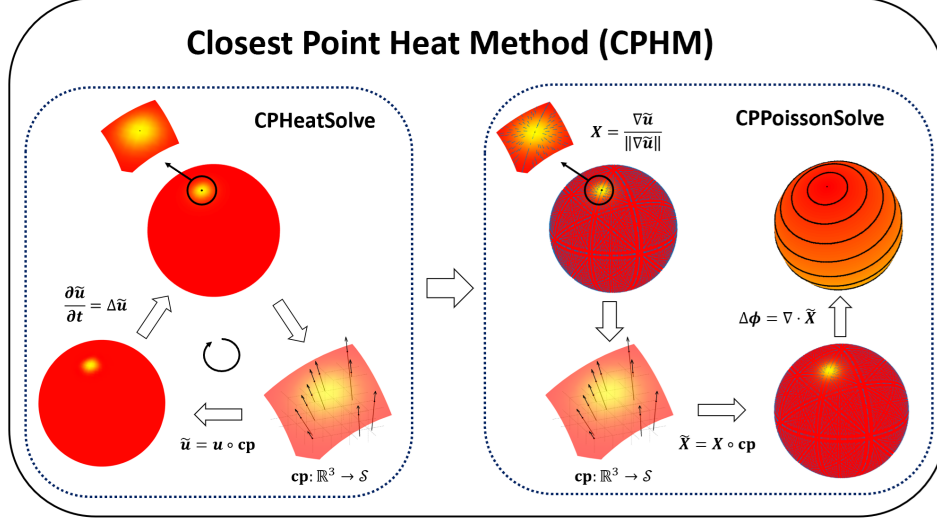 Closest Point Heat Method (CPHM)
CPHeatSolve
∂ũ/∂t = Δũ
ũ = u ∘ cp
cp: ℝ³ → 𝒮
X = ∇ũ/‖∇ũ‖
CPPoissonSolve
Δϕ = ∇ · X̃
X̃ = X ∘ cp
cp: ℝ³ → 𝒮